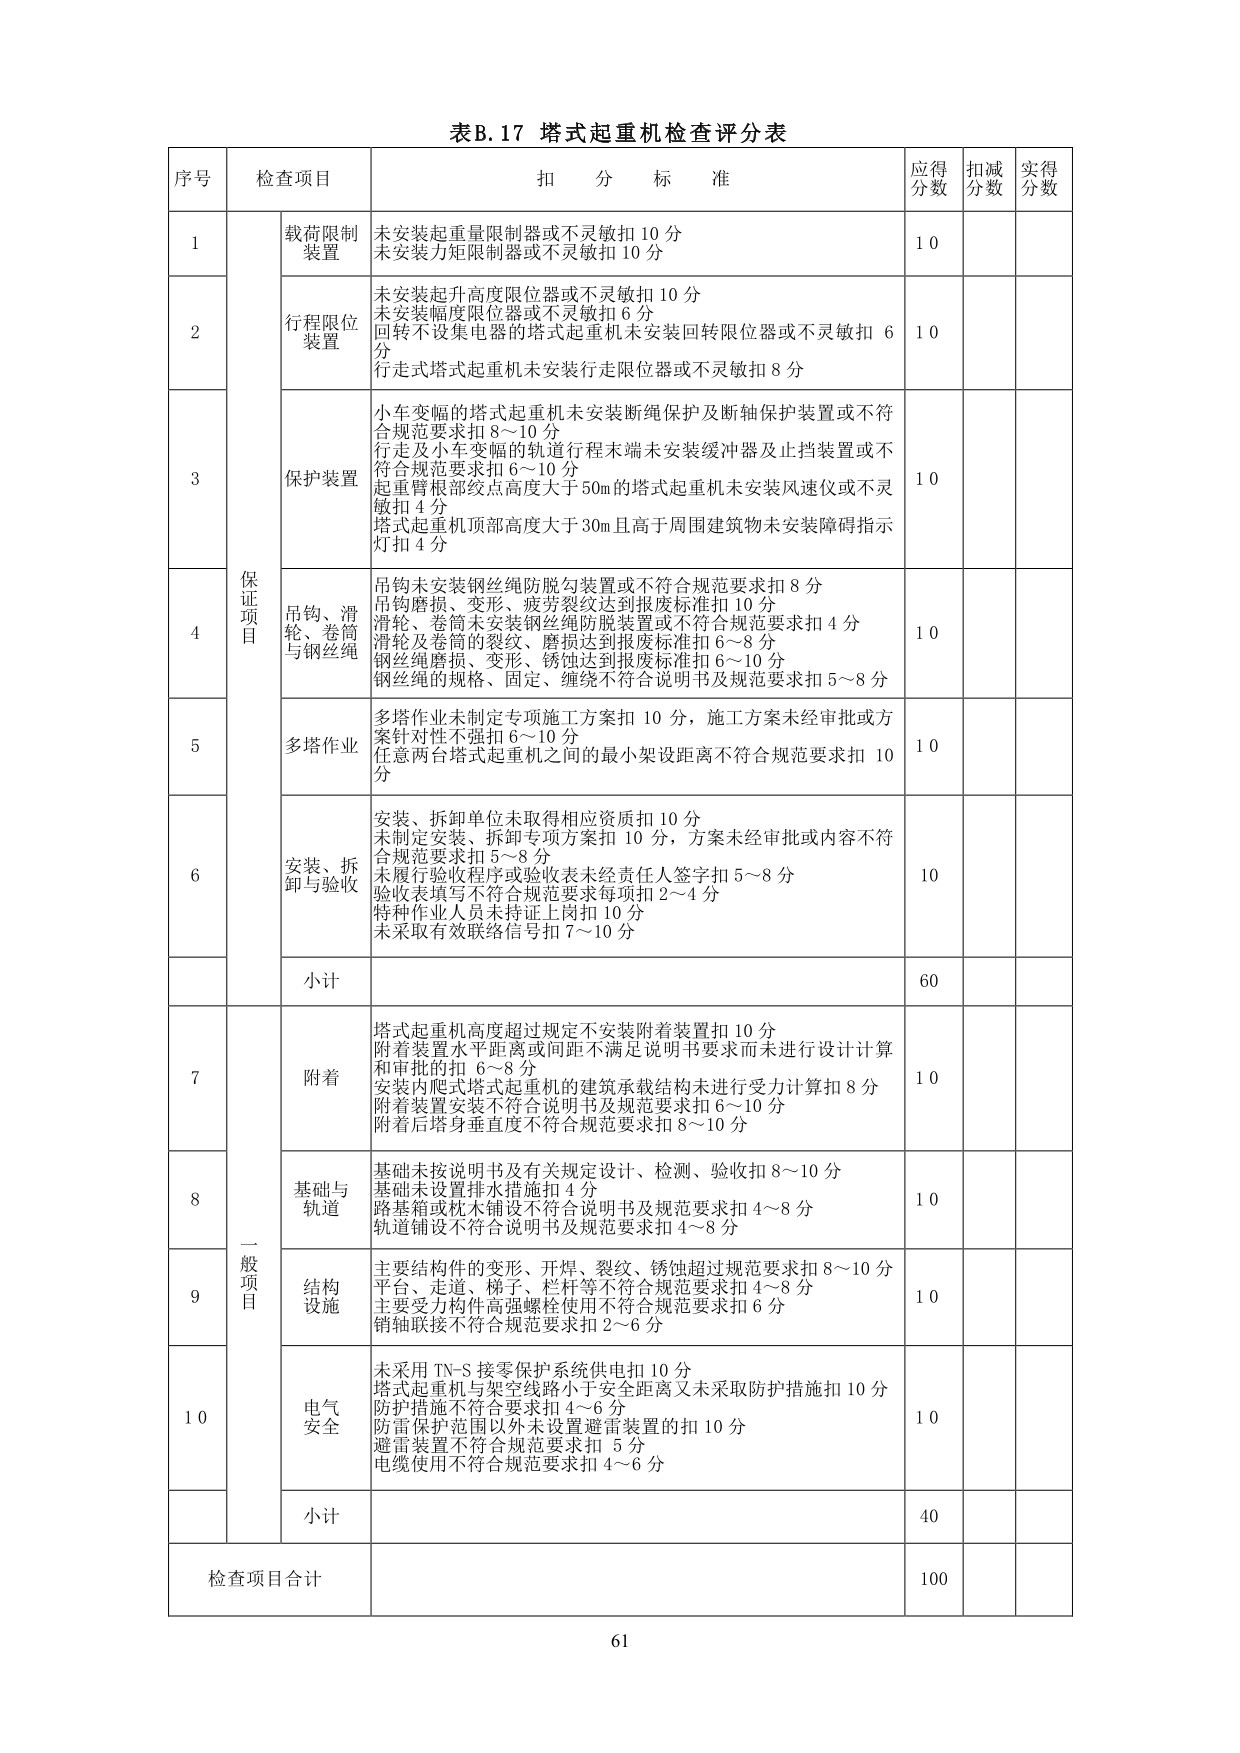 表B.17 塔式起重机检查评分表
序号 检查项目 扣 分 标 准 应得 扣减 实得
分数 分数 分数
保证项目
1 载荷限制 装置
未安装起重量限制器或不灵敏扣 10 分
未安装力矩限制器或不灵敏扣 10 分
10
2 行程限位 装置
未安装起升高度限位器或不灵敏扣 10 分
未安装幅度限位器或不灵敏扣 6 分
回转不设集电器的塔式起重机未安装回转限位器或不灵敏扣 6
分
行走式塔式起重机未安装行走限位器或不灵敏扣 8 分
10
3 保护装置
小车变幅的塔式起重机未安装断绳保护及断轴保护装置或不符
合规范要求扣 8～10 分
行走及小车变幅的轨道行程末端未安装缓冲器及止挡装置或不
符合规范要求扣 6～10 分
起重臂根部绞点高度大于 50m 的塔式起重机未安装风速仪或不灵
敏扣 4 分
塔式起重机顶部高度大于 30m 且高于周围建筑物未安装障碍指示
灯扣 4 分
10
4 吊钩、滑 轮、卷筒 与钢丝绳
吊钩未安装钢丝绳防脱勾装置或不符合规范要求扣 8 分
吊钩磨损、变形、疲劳裂纹达到报废标准扣 10 分
滑轮、卷筒未安装钢丝绳防脱装置或不符合规范要求扣 4 分
滑轮及卷筒的裂纹、磨损达到报废标准扣 6～8 分
钢丝绳磨损、变形、锈蚀达到报废标准扣 6～10 分
钢丝绳的规格、固定、缠绕不符合说明书及规范要求扣 5～8 分
10
5 多塔作业
多塔作业未制定专项施工方案扣 10 分，施工方案未经审批或方
案针对性不强扣 6～10 分
任意两台塔式起重机之间的最小架设距离不符合规范要求扣 10
分
10
6 安装、拆 卸与验收
安装、拆卸单位未取得相应资质扣 10 分
未制定安装、拆卸专项方案扣 10 分，方案未经审批或内容不符
合规范要求扣 5～8 分
未履行验收程序或验收表未经责任人签字扣 5～8 分
验收表填写不符合规范要求每项扣 2～4 分
特种作业人员未持证上岗扣 10 分
未采取有效联络信号扣 7～10 分
10
小计 60
一般项目
7 附着
塔式起重机高度超过规定不安装附着装置扣 10 分
附着装置水平距离或间距不满足说明书要求而未进行设计计算
和审批的扣 6～8 分
安装内爬式塔式起重机的建筑承载结构未进行受力计算扣 8 分
附着装置安装不符合说明书及规范要求扣 6～10 分
附着后塔身垂直度不符合规范要求扣 8～10 分
10
8 基础与 轨道
基础未按说明书及有关规定设计、检测、验收扣 8～10 分
基础未设置排水措施扣 4 分
路基箱或枕木铺设不符合说明书及规范要求扣 4～8 分
轨道铺设不符合说明书及规范要求扣 4～8 分
10
9 结构 设施
主要结构件的变形、开焊、裂纹、锈蚀超过规范要求扣 8～10 分
平台、走道、梯子、栏杆等不符合规范要求扣 4～8 分
主要受力构件高强螺栓使用不符合规范要求扣 6 分
销轴联接不符合规范要求扣 2～6 分
10
10 电气 安全
未采用 TN-S 接零保护系统供电扣 10 分
塔式起重机与架空线路小于安全距离又未采取防护措施扣 10 分
防护措施不符合要求扣 4～6 分
防雷保护范围以外未设置避雷装置的扣 10 分
避雷装置不符合规范要求扣 5 分
电缆使用不符合规范要求扣 4～6 分
10
小计 40
检查项目合计 100
61